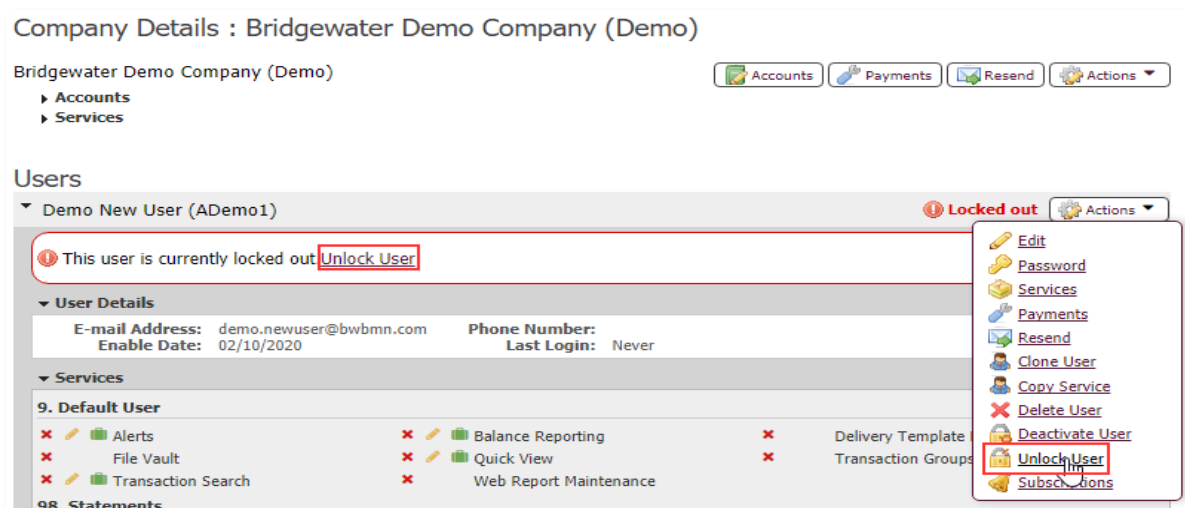 Company Details : Bridgewater Demo Company (Demo)
Bridgewater Demo Company (Demo)
Accounts
Payments
Resend
Actions
Accounts
Services
Users
Demo New User (ADemo1)
Locked out
Actions
This user is currently locked out Unlock User
User Details
E-mail Address: demo.newuser@bwbmn.com
Phone Number:
Enable Date: 02/10/2020
Last Login: Never
Services
9. Default User
Alerts
Balance Reporting
Delivery Template
File Vault
Quick View
Transaction Groups
Transaction Search
Web Report Maintenance
98. Statements
Edit
Password
Services
Payments
Resend
Clone User
Copy Service
Delete User
Deactivate User
Unlock User
Subscriptions